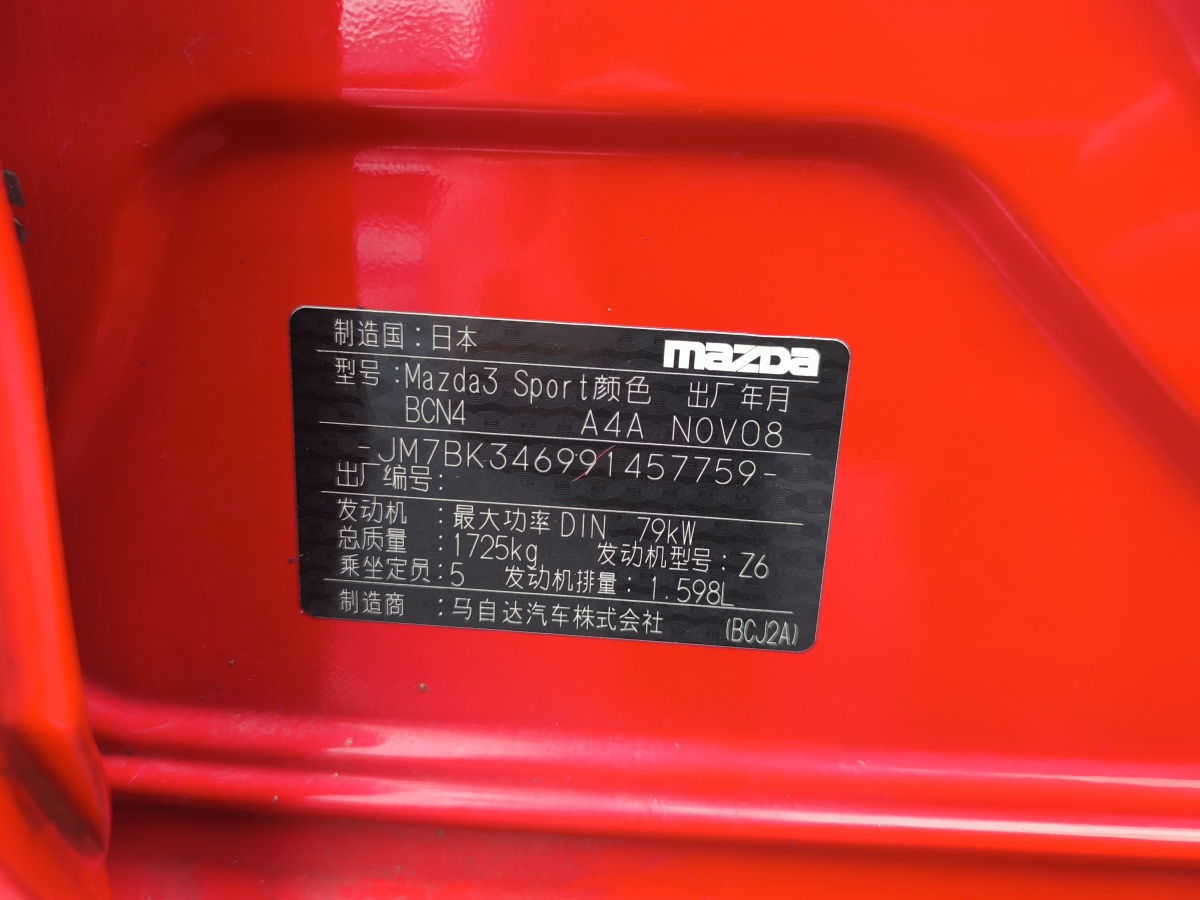 制造国：日本 mazda
型号：Mazda3 Sport颜色 出厂年月
BCN4 A4A NOV08
-JM7BK346991457759-
出厂编号：
发动机 ：最大功率DIN 79kW
总质量 ：1725kg 发动机型号：Z6
乘坐定员：5 发动机排量：1.598L
制造商 ：马自达汽车株式会社 (BCJ2A)